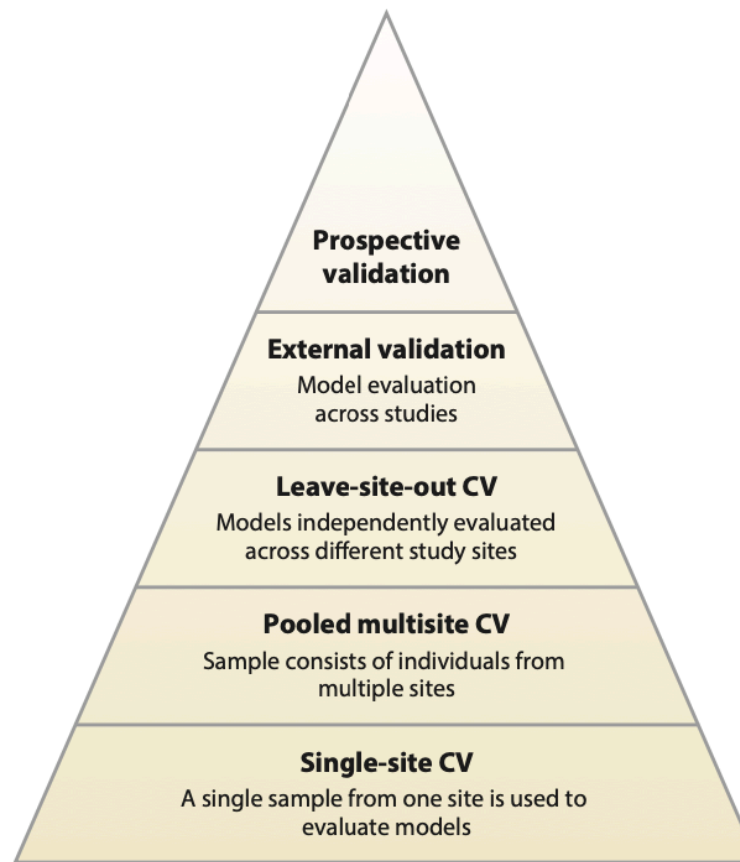 Prospective
validation
External validation
Model evaluation
across studies
Leave-site-out CV
Models independently evaluated
across different study sites
Pooled multisite CV
Sample consists of individuals from
multiple sites
Single-site CV
A single sample from one site is used to
evaluate models